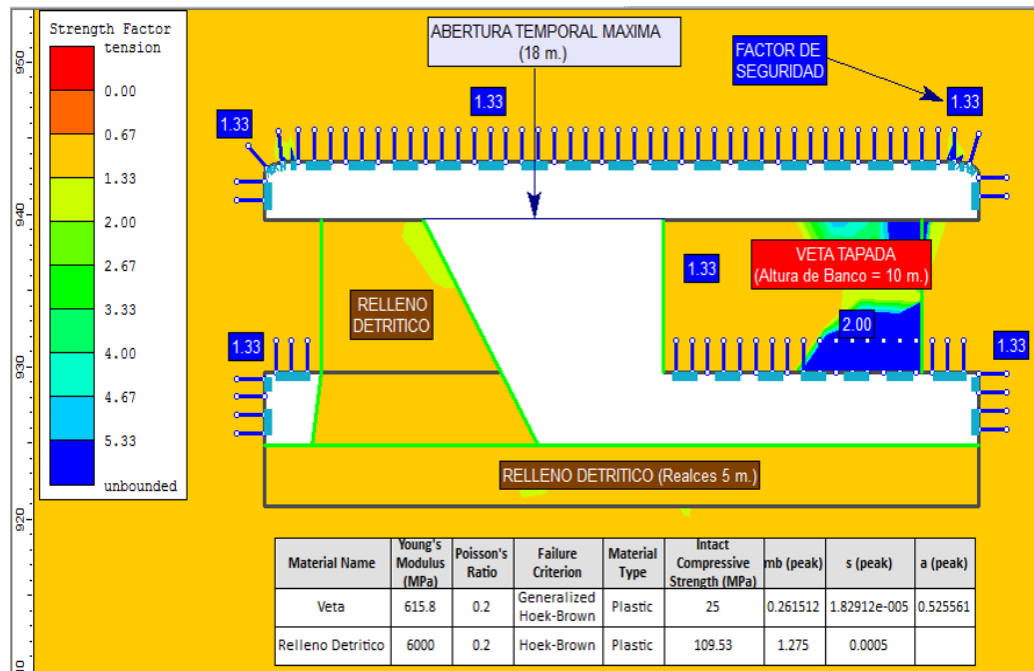 Strength Factor
tension
0.00
0.67
1.33
2.00
2.67
3.33
4.00
4.67
5.33
unbounded
950
940
930
920
ABERTURA TEMPORAL MAXIMA
(18 m.)
FACTOR DE
SEGURIDAD
1.33
1.33
1.33
VETA TAPADA
(Altura de Banco = 10 m.)
1.33
RELLENO
DETRITICO
2.00
1.33
1.33
RELLENO DETRITICO (Realces 5 m.)
Material Name Young's Modulus (MPa) Poisson's Ratio Failure Criterion Material Type Intact Compressive Strength (MPa) mb (peak) s (peak) a (peak)
Veta 615.8 0.2 Generalized Hoek-Brown Plastic 25 0.261512 1.82912e-005 0.525561
Relleno Detritico 6000 0.2 Hoek-Brown Plastic 109.53 1.275 0.0005